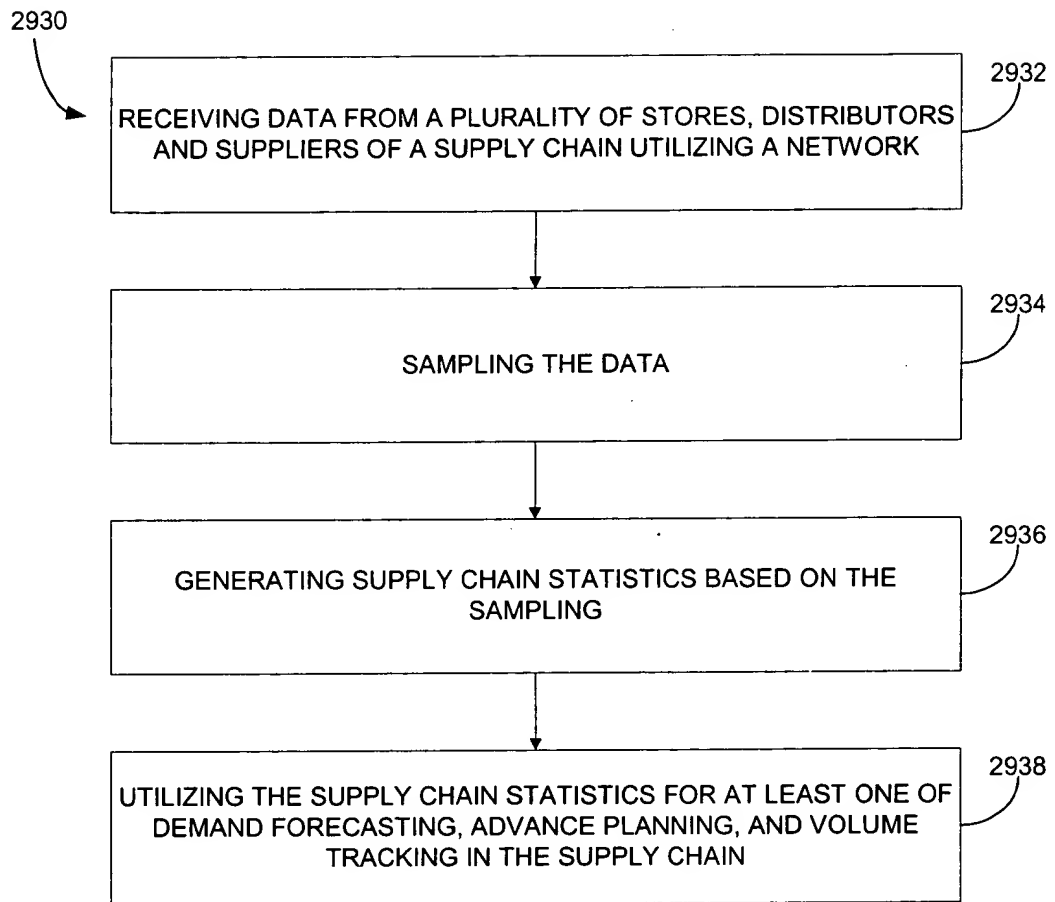 2930
2932
RECEIVING DATA FROM A PLURALITY OF STORES, DISTRIBUTORS
AND SUPPLIERS OF A SUPPLY CHAIN UTILIZING A NETWORK
2934
SAMPLING THE DATA
2936
GENERATING SUPPLY CHAIN STATISTICS BASED ON THE
SAMPLING
2938
UTILIZING THE SUPPLY CHAIN STATISTICS FOR AT LEAST ONE OF
DEMAND FORECASTING, ADVANCE PLANNING, AND VOLUME
TRACKING IN THE SUPPLY CHAIN